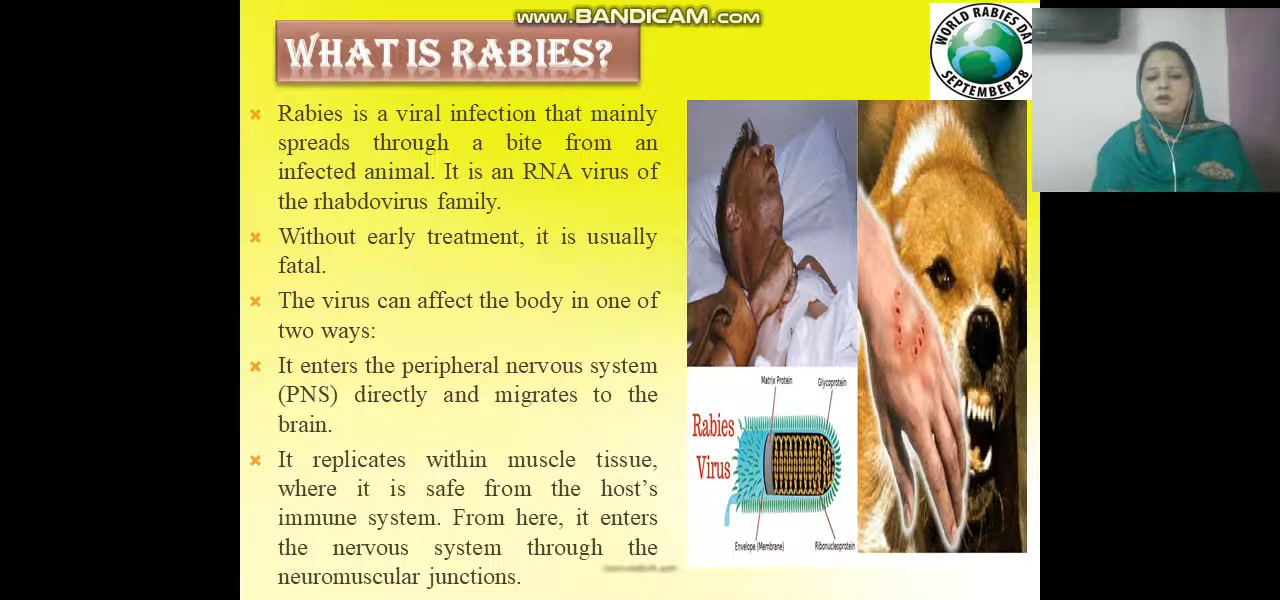 www.BANDICAM.com
WHAT IS RABIES?
WORLD RABIES DAY
SEPTEMBER 28
Rabies is a viral infection that mainly
spreads through a bite from an
infected animal. It is an RNA virus of
the rhabdovirus family.
Without early treatment, it is usually
fatal.
The virus can affect the body in one of
two ways:
It enters the peripheral nervous system
(PNS) directly and migrates to the
brain.
It replicates within muscle tissue,
where it is safe from the host's
immune system. From here, it enters
the nervous system through the
neuromuscular junctions.
Matrix Protein
Glycoprotein
Rabies
Virus
Envelope (Membrane)
Ribonucleoprotein